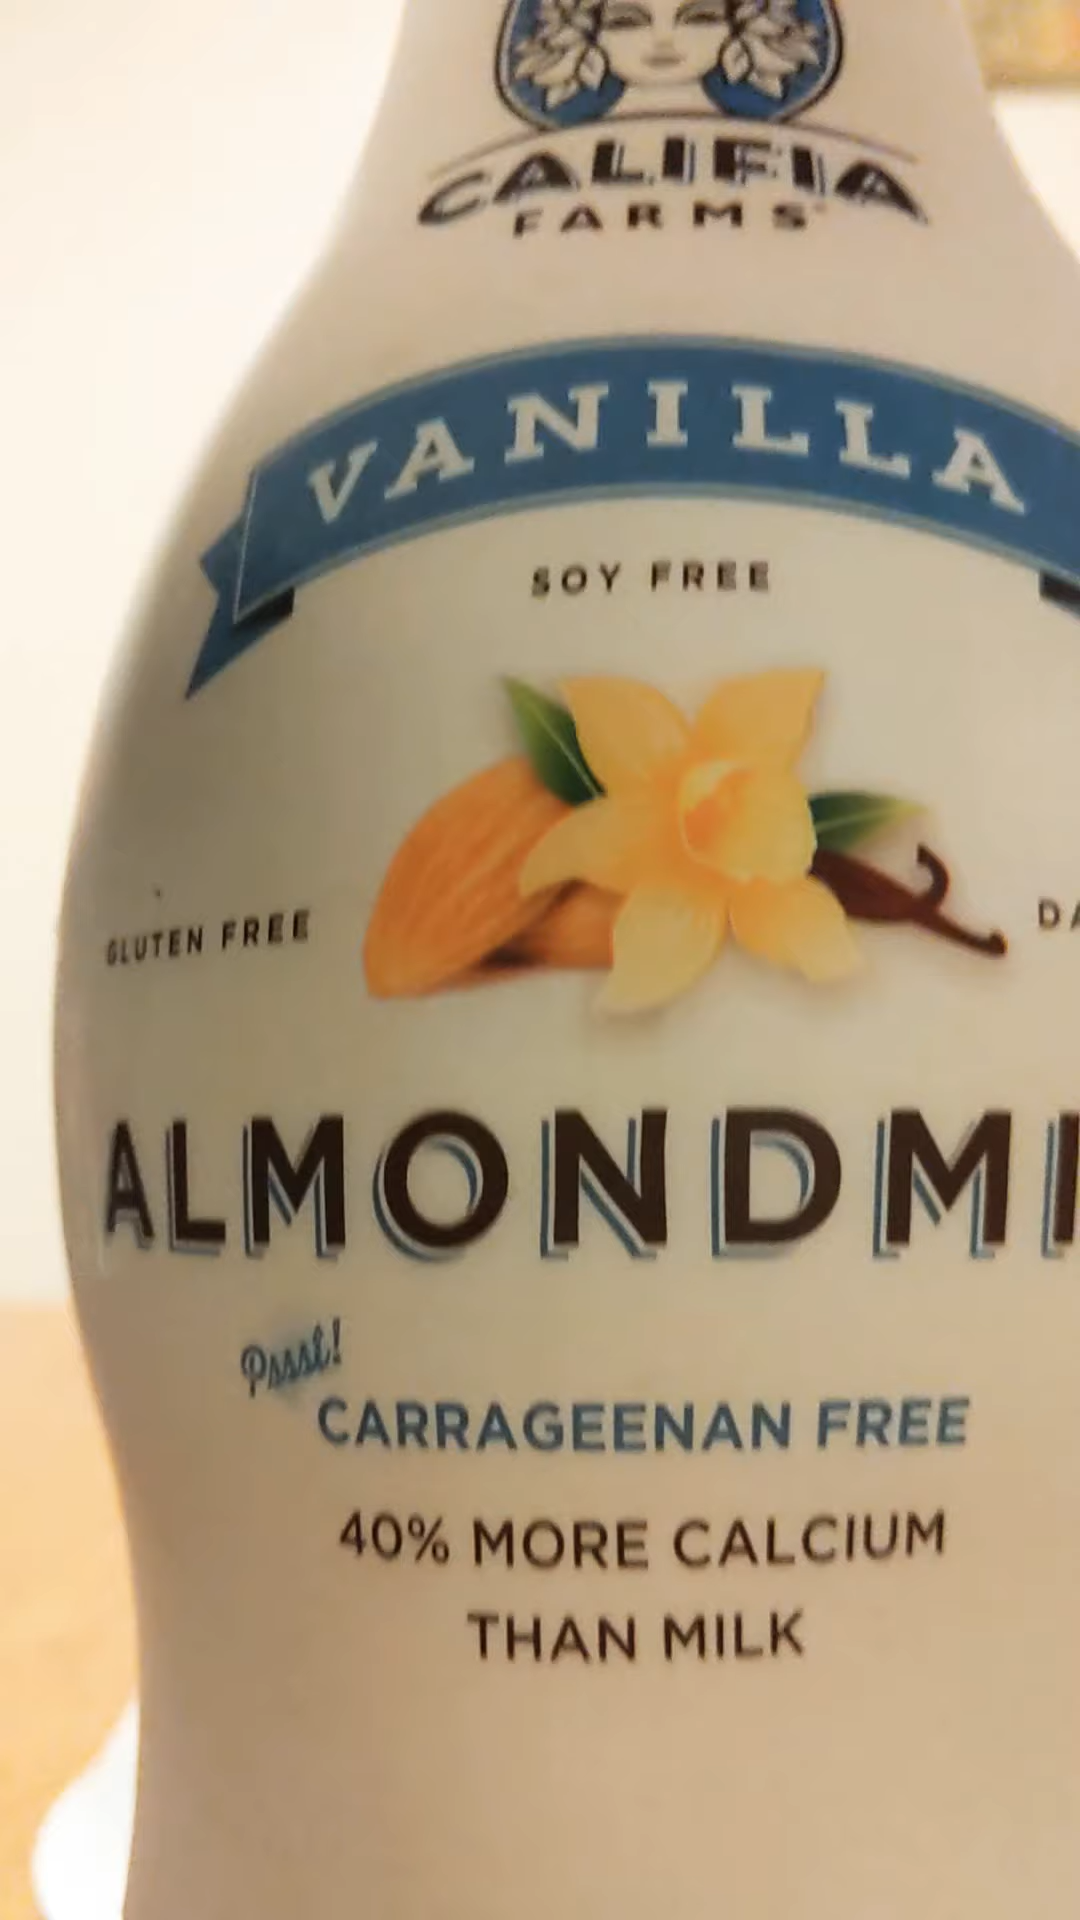 CALIFIA
FARMS
VANILLA
SOY FREE
GLUTEN FREE
ALMONDMI
Pssst!
CARRAGEENAN FREE
40% MORE CALCIUM
THAN MILK